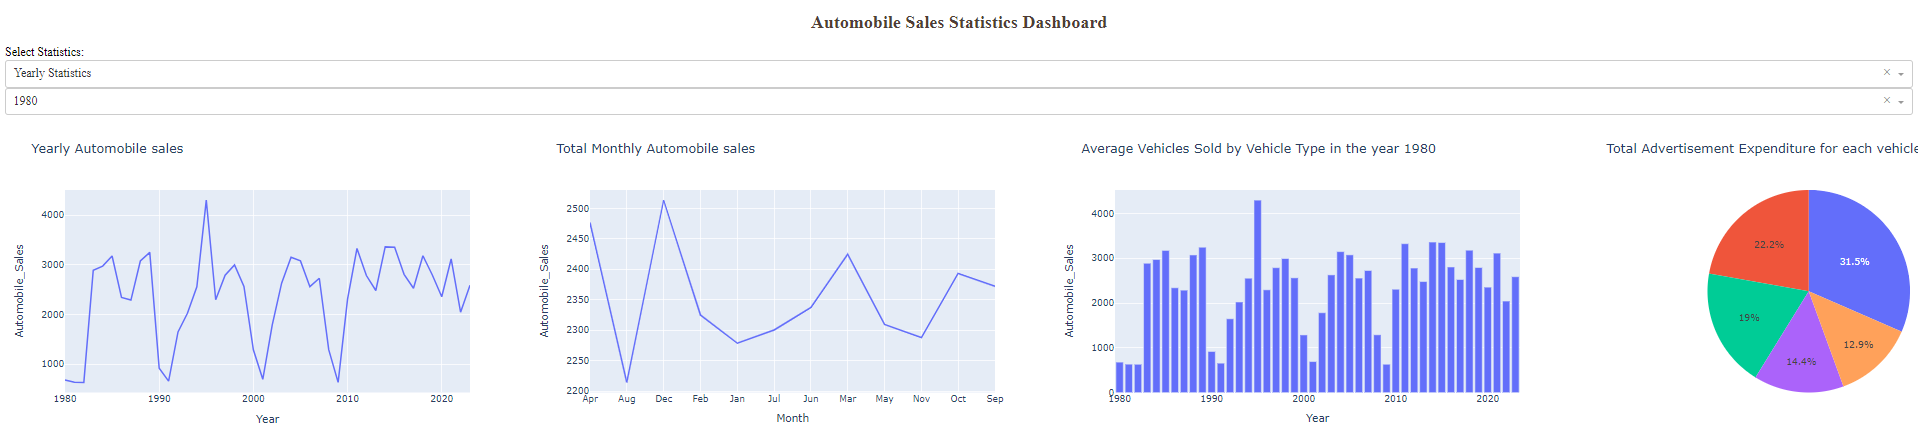 Automobile Sales Statistics Dashboard
Select Statistics:
Yearly Statistics
×
1980
×
Yearly Automobile sales
4000
3000
2000
1000
Automobile_Sales
1980
1990
2000
2010
2020
Year
Total Monthly Automobile sales
2500
2450
2400
2350
2300
2250
2200
Automobile_Sales
Apr
Aug
Dec
Feb
Jan
Jul
Jun
Mar
May
Nov
Oct
Sep
Month
Average Vehicles Sold by Vehicle Type in the year 1980
4000
3000
2000
1000
0
Automobile_Sales
1980
1990
2000
2010
2020
Year
Total Advertisement Expenditure for each vehicle
22.2%
31.5%
19%
12.9%
14.4%